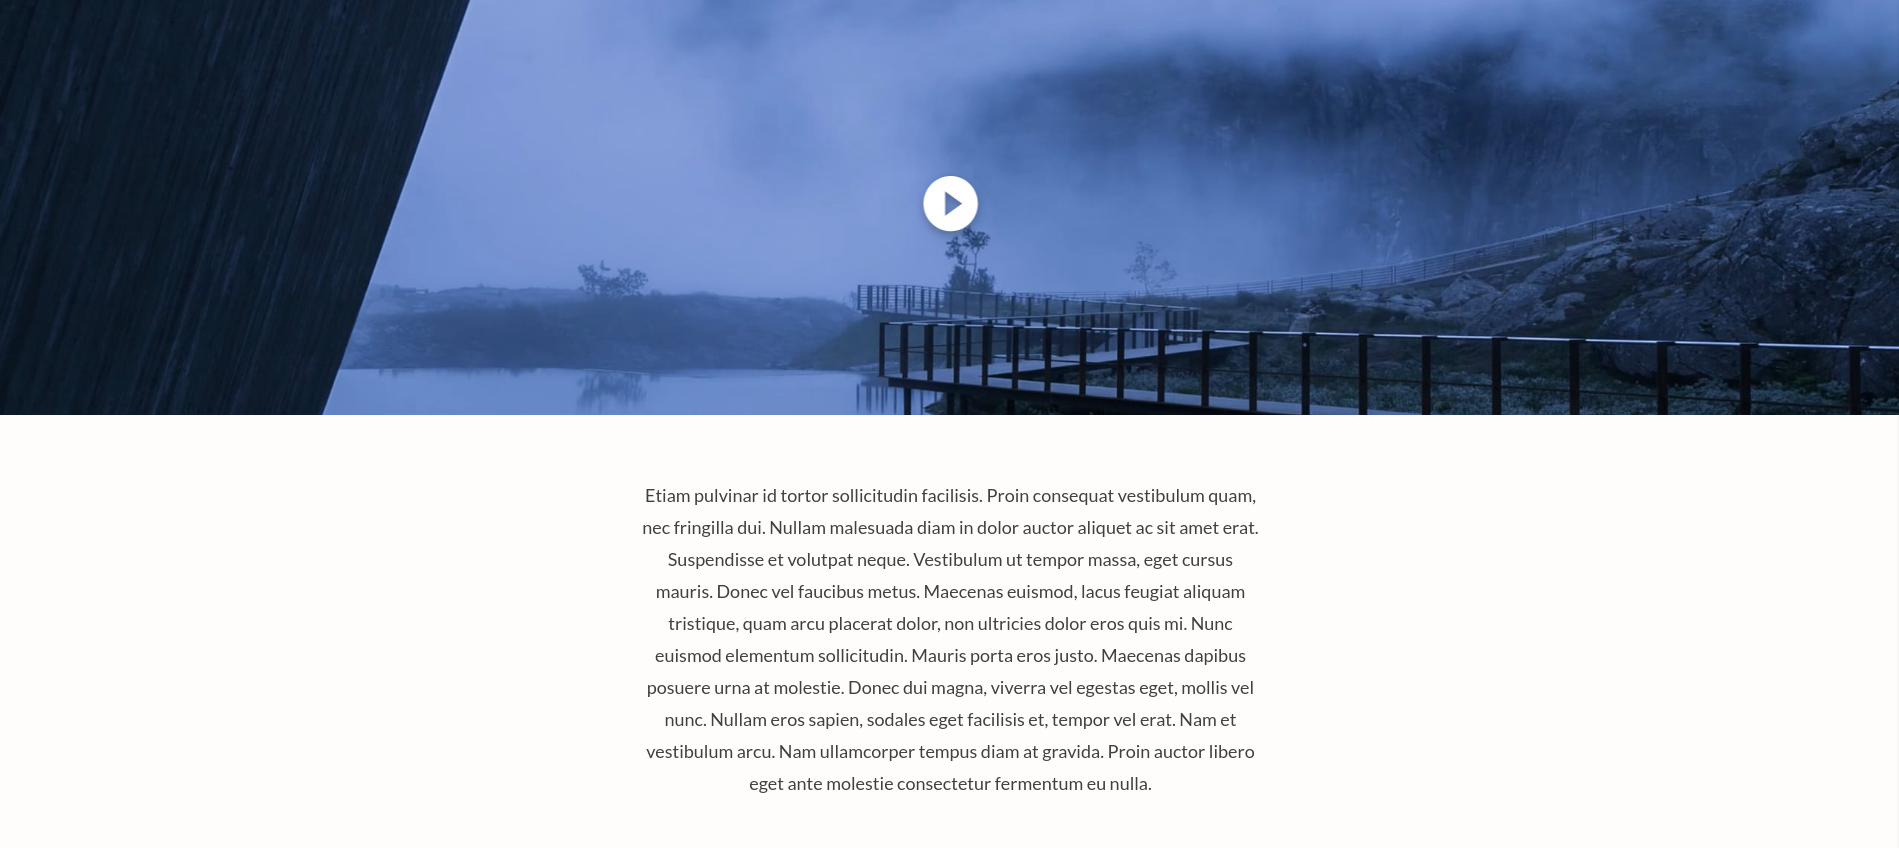 Etiam pulvinar id tortor sollicitudin facilisis. Proin consequat vestibulum quam,
nec fringilla dui. Nullam malesuada diam in dolor auctor aliquet ac sit amet erat.
Suspendisse et volutpat neque. Vestibulum ut tempor massa, eget cursus
mauris. Donec vel faucibus metus. Maecenas euismod, lacus feugiat aliquam
tristique, quam arcu placerat dolor, non ultricies dolor eros quis mi. Nunc
euismod elementum sollicitudin. Mauris porta eros justo. Maecenas dapibus
posuere urna at molestie. Donec dui magna, viverra vel egestas eget, mollis vel
nunc. Nullam eros sapien, sodales eget facilisis et, tempor vel erat. Nam et
vestibulum arcu. Nam ullamcorper tempus diam at gravida. Proin auctor libero
eget ante molestie consectetur fermentum eu nulla.